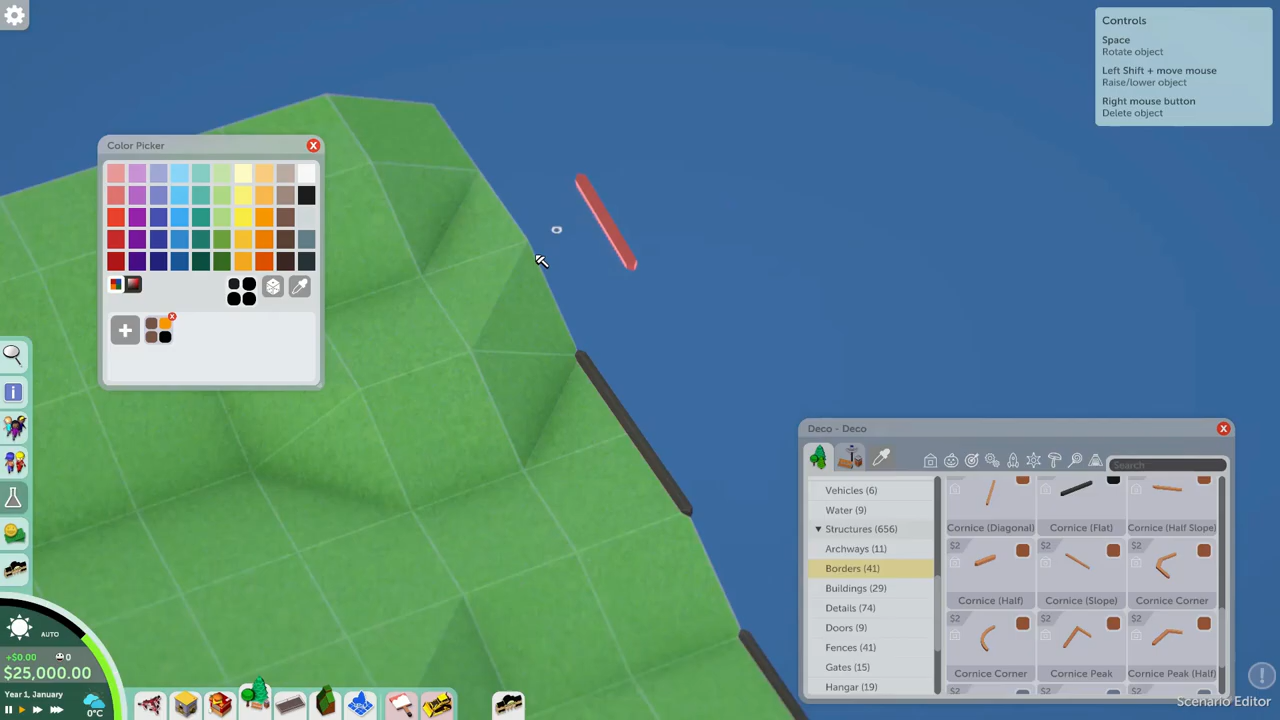 Controls
Space
Rotate object
Left Shift + move mouse
Raise/lower object
Right mouse button
Delete object
Color Picker
Deco - Deco
Search
Vehicles (6)
Water (9)
Structures (656)
Archways (11)
Borders (41)
Buildings (29)
Details (74)
Doors (9)
Fences (41)
Gates (15)
Hangar (19)
Cornice (Diagonal)
Cornice (Flat)
Cornice (Half Slope)
$2
$2
$2
Cornice (Half)
Cornice (Slope)
Cornice Corner
$2
$2
$2
Cornice Corner
Cornice Peak
Cornice Peak (Half)
$2
$2
$2
AUTO
+$0.00
0
$25,000.00
Year 1, January
0°C
Scenario Editor